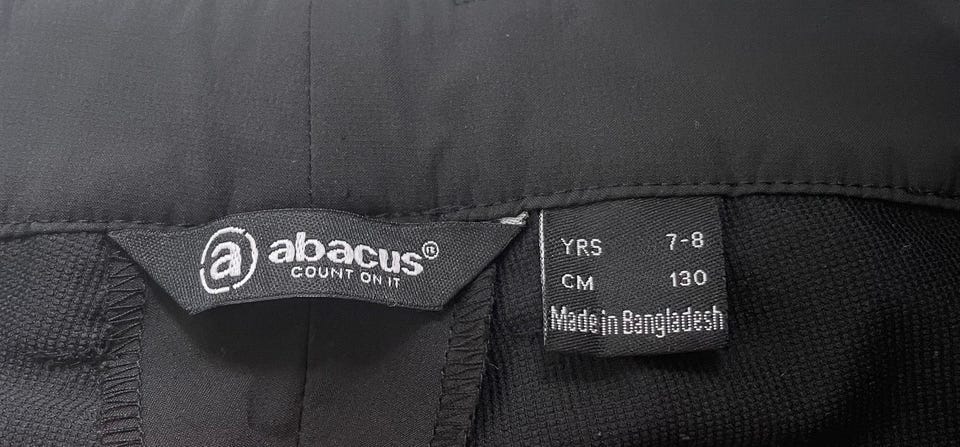 a abacus®
COUNT ON IT
YRS 7-8
CM 130
Made in Bangladesh